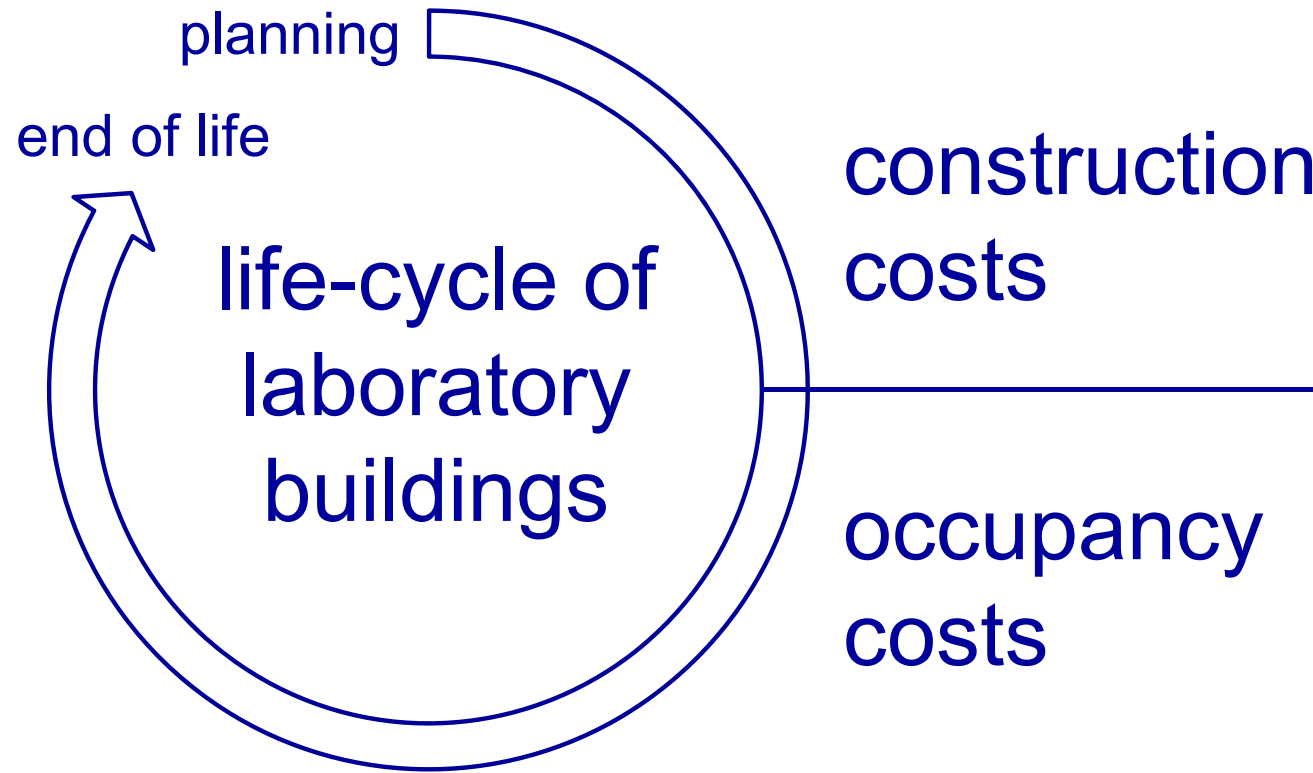 planning
end of life
life-cycle of
laboratory
buildings
construction
costs
occupancy
costs